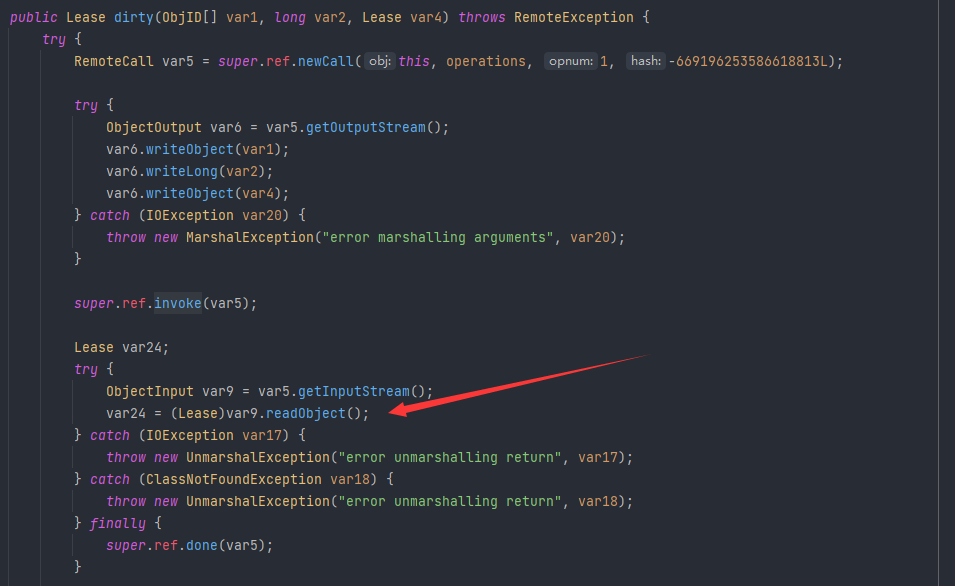 public Lease dirty(ObjID[] var1, long var2, Lease var4) throws RemoteException {
try {
RemoteCall var5 = super.ref.newCall( obj: this, operations, opnum: 1, hash: -669196253586618813L);
try {
ObjectOutput var6 = var5.getOutputStream();
var6.writeObject(var1);
var6.writeLong(var2);
var6.writeObject(var4);
} catch (IOException var20) {
throw new MarshalException("error marshalling arguments", var20);
}
super.ref.invoke(var5);
Lease var24;
try {
ObjectInput var9 = var5.getInputStream();
var24 = (Lease)var9.readObject();
} catch (IOException var17) {
throw new UnmarshalException("error unmarshalling return", var17);
} catch (ClassNotFoundException var18) {
throw new UnmarshalException("error unmarshalling return", var18);
} finally {
super.ref.done(var5);
}